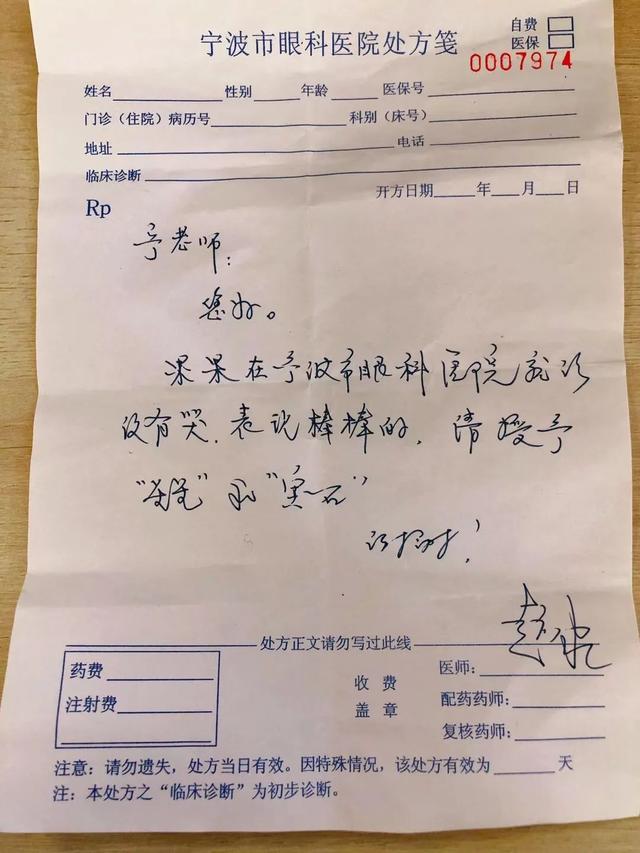 宁波市眼科医院处方笺
自费
医保
0007974
姓名 性别 年龄 医保号
门诊（住院）病历号 科别（床号）
地址 电话
临床诊断
开方日期 年 月 日
Rp
宁老师：
您好。
果果在宁波市眼科医院就诊
没有哭，表现棒棒的，请授予
和
谢谢！
处方正文请勿写过此线
药费
注射费
收费
盖章
医师：
配药药师：
复核药师：
注意：请勿遗失，处方当日有效。因特殊情况，该处方有效为 天
注：本处方之“临床诊断”为初步诊断。